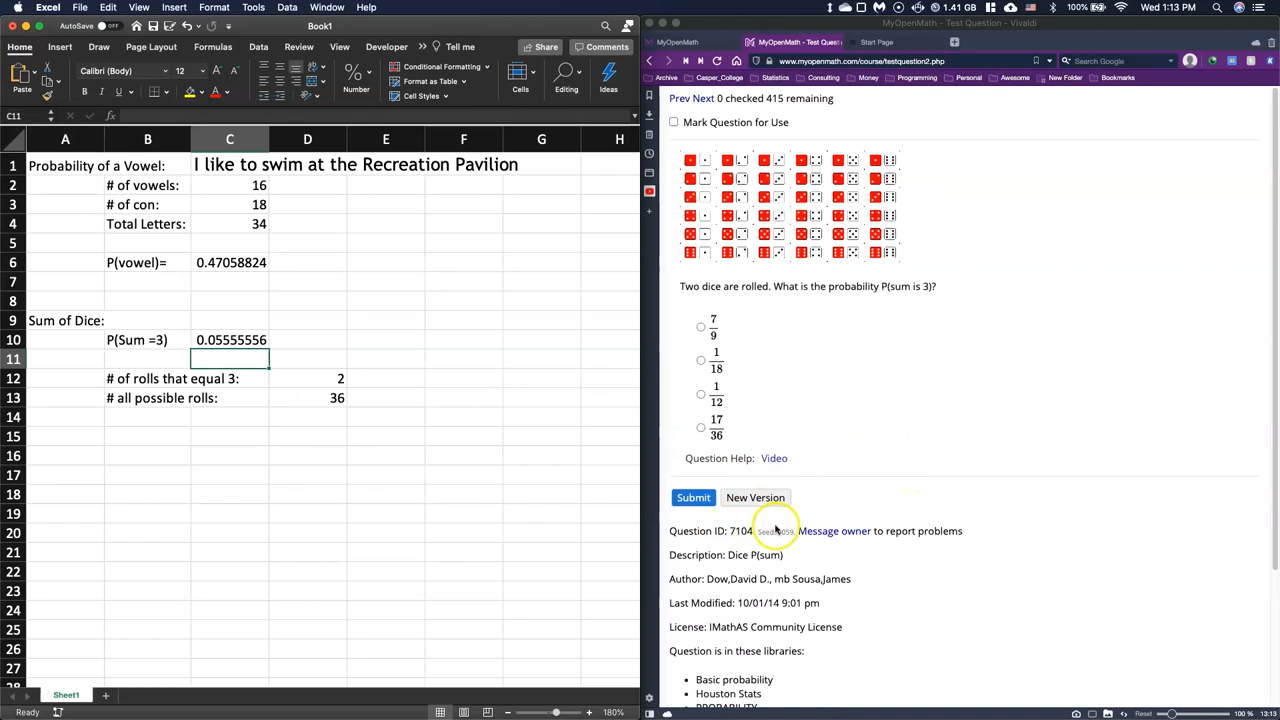 Excel File Edit View Insert Format Tools Data Window Help 1.41 GB 100% Wed 1:13 PM
AutoSave OFF Book1
MyOpenMath - Test Question - Vivaldi
MyOpenMath MyOpenMath - Test Quest Start Page
Home Insert Draw Page Layout Formulas Data Tell me Share Comments
www.myopenmath.com/course/testquestion2.php Search Google
Archive Casper_College Statistics Consulting Money Programming Personal Awesome New Folder Bookmarks
Paste Calibri (Body) 12 Conditional Formatting Format as Table Cell Styles Cells Editing Ideas
C11 fx
A B C D E F G H
1 Probability of a Vowel: I like to swim at the Recreation Pavilion
2 # of vowels: 16
3 # of con: 18
4 Total Letters: 34
5
6 P(vowel)= 0.47058824
7
8
9 Sum of Dice:
10 P(Sum =3) 0.05555556
11
12 # of rolls that equal 3: 2
13 # all possible rolls: 36
14
15
16
17
18
19
20
21
22
23
24
25
26
27
28
Sheet1
Ready 180%
Prev Next 0 checked 415 remaining
Mark Question for Use
Two dice are rolled. What is the probability P(sum is 3)?
7
9
1
18
1
12
17
36
Question Help: Video
Submit New Version
Question ID: 7104 Message owner to report problems
Description: Dice P(sum)
Author: Dow,David D., mb Sousa,James
Last Modified: 10/01/14 9:01 pm
License: IMathAS Community License
Question is in these libraries:
Basic probability
Houston Stats
PROBABILITY
Reset 100 % 13:13